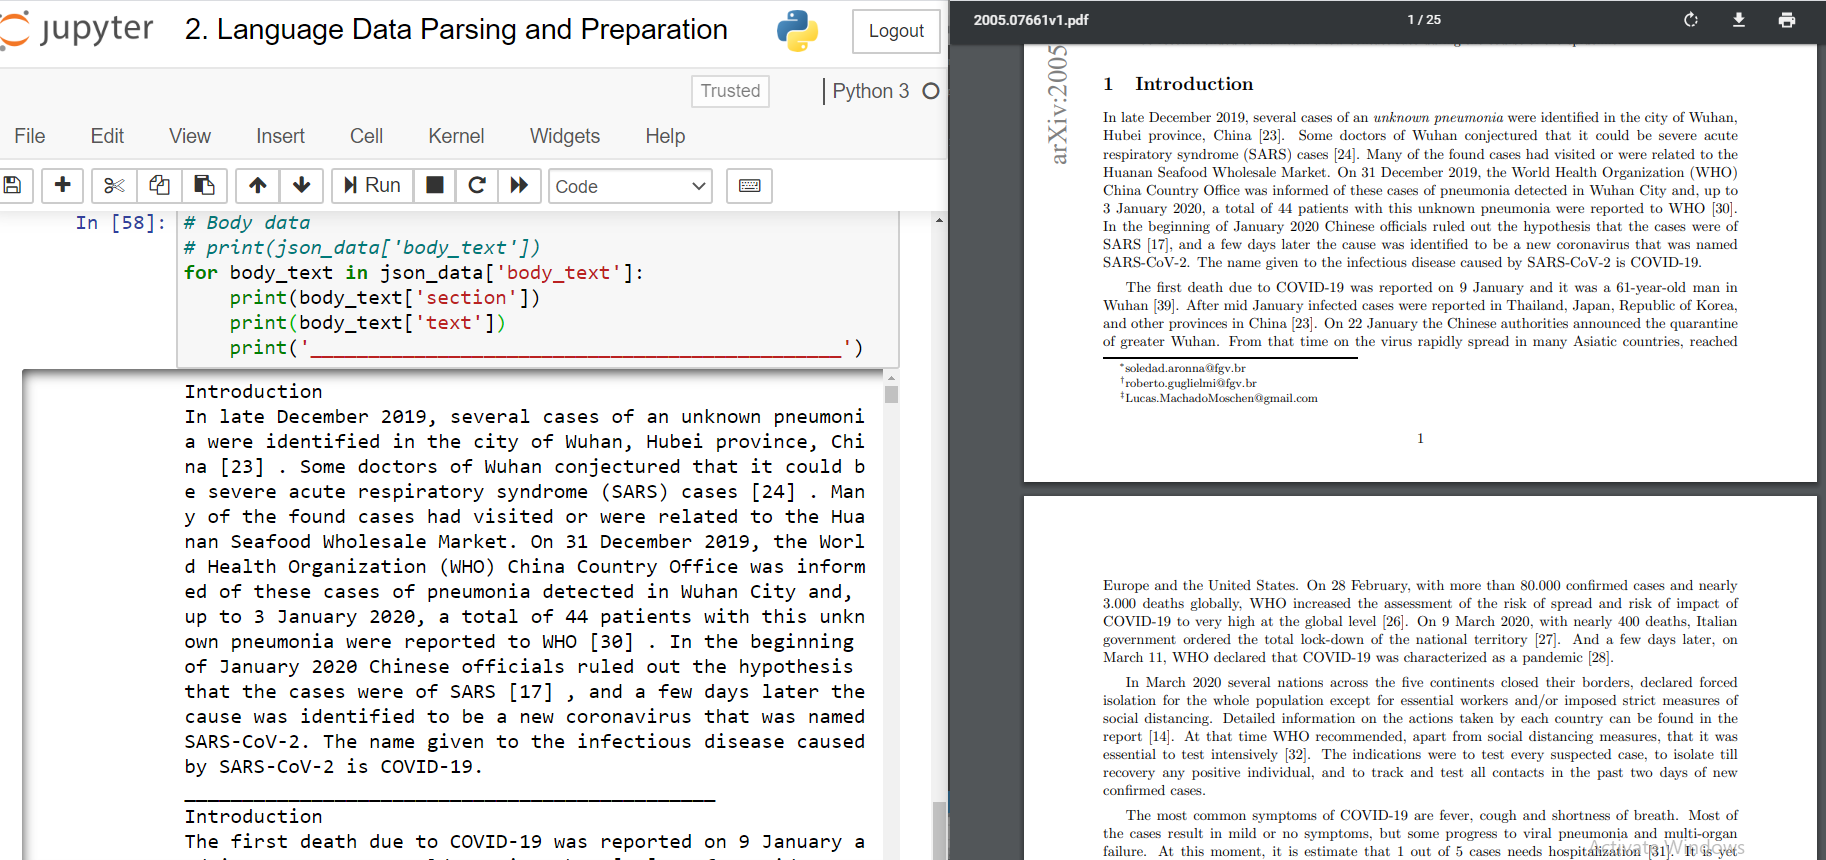 jupyter 2. Language Data Parsing and Preparation Logout
Trusted Python 3
File Edit View Insert Cell Kernel Widgets Help
Run Code
In [58]: # Body data
# print(json_data['body_text'])
for body_text in json_data['body_text']:
print(body_text['section'])
print(body_text['text'])
print('______________________________________________')
Introduction
In late December 2019, several cases of an unknown pneumoni
a were identified in the city of Wuhan, Hubei province, Chi
na [23] . Some doctors of Wuhan conjectured that it could b
e severe acute respiratory syndrome (SARS) cases [24] . Man
y of the found cases had visited or were related to the Hua
nan Seafood Wholesale Market. On 31 December 2019, the Worl
d Health Organization (WHO) China Country Office was inform
ed of these cases of pneumonia detected in Wuhan City and,
up to 3 January 2020, a total of 44 patients with this unkn
own pneumonia were reported to WHO [30] . In the beginning
of January 2020 Chinese officials ruled out the hypothesis
that the cases were of SARS [17] , and a few days later the
cause was identified to be a new coronavirus that was named
SARS-CoV-2. The name given to the infectious disease caused
by SARS-CoV-2 is COVID-19.
______________________________________________
Introduction
The first death due to COVID-19 was reported on 9 January a
2005.07661v1.pdf 1 / 25
arXiv:2005
1 Introduction
In late December 2019, several cases of an unknown pneumonia were identified in the city of Wuhan,
Hubei province, China [23]. Some doctors of Wuhan conjectured that it could be severe acute
respiratory syndrome (SARS) cases [24]. Many of the found cases had visited or were related to the
Huanan Seafood Wholesale Market. On 31 December 2019, the World Health Organization (WHO)
China Country Office was informed of these cases of pneumonia detected in Wuhan City and, up to
3 January 2020, a total of 44 patients with this unknown pneumonia were reported to WHO [30].
In the beginning of January 2020 Chinese officials ruled out the hypothesis that the cases were of
SARS [17], and a few days later the cause was identified to be a new coronavirus that was named
SARS-CoV-2. The name given to the infectious disease caused by SARS-CoV-2 is COVID-19.
The first death due to COVID-19 was reported on 9 January and it was a 61-year-old man in
Wuhan [39]. After mid January infected cases were reported in Thailand, Japan, Republic of Korea,
and other provinces in China [23]. On 22 January the Chinese authorities announced the quarantine
of greater Wuhan. From that time on the virus rapidly spread in many Asiatic countries, reached
*soledad.aronna@fgv.br
†roberto.guglielmi@fgv.br
‡Lucas.MachadoMoschen@gmail.com
1
Europe and the United States. On 28 February, with more than 80.000 confirmed cases and nearly
3.000 deaths globally, WHO increased the assessment of the risk of spread and risk of impact of
COVID-19 to very high at the global level [26]. On 9 March 2020, with nearly 400 deaths, Italian
government ordered the total lock-down of the national territory [27]. And a few days later, on
March 11, WHO declared that COVID-19 was characterized as a pandemic [28].
In March 2020 several nations across the five continents closed their borders, declared forced
isolation for the whole population except for essential workers and/or imposed strict measures of
social distancing. Detailed information on the actions taken by each country can be found in the
report [14]. At that time WHO recommended, apart from social distancing measures, that it was
essential to test intensively [32]. The indications were to test every suspected case, to isolate till
recovery any positive individual, and to track and test all contacts in the past two days of new
confirmed cases.
The most common symptoms of COVID-19 are fever, cough and shortness of breath. Most of
the cases result in mild or no symptoms, but some progress to viral pneumonia and multi-organ
failure. At this moment, it is estimate that 1 out of 5 cases needs hospitalization [31]. It is yet
Activate Windows